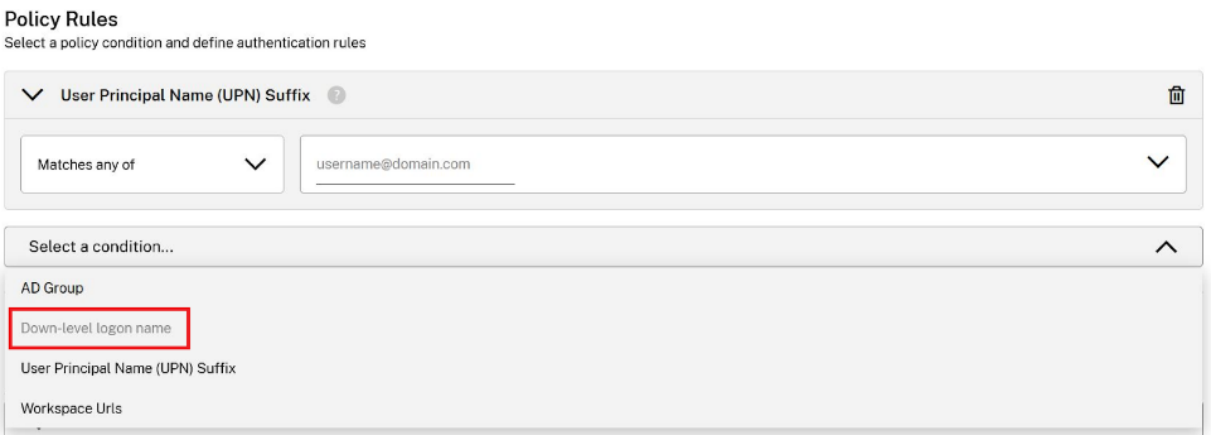 Policy Rules
Select a policy condition and define authentication rules
User Principal Name (UPN) Suffix ?
Matches any of
username@domain.com
Select a condition...
AD Group
Down-level logon name
User Principal Name (UPN) Suffix
Workspace Urls